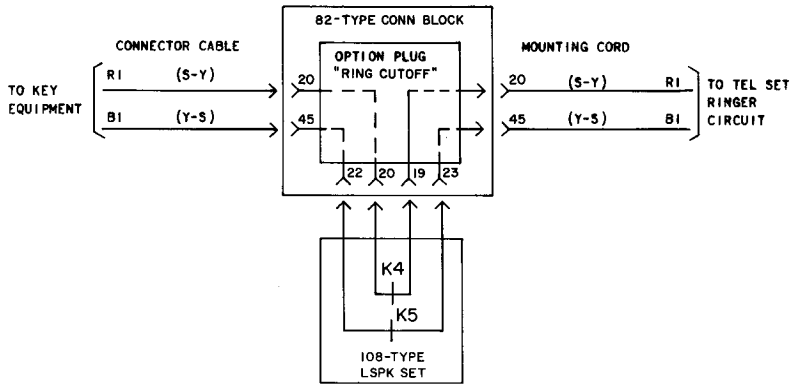 82-TYPE CONN BLOCK
CONNECTOR CABLE
OPTION PLUG
"RING CUTOFF"
MOUNTING CORD
TO KEY
EQUIPMENT
R1 (S-Y) 20
B1 (Y-S) 45
20 (S-Y) R1
45 (Y-S) B1
TO TEL SET
RINGER
CIRCUIT
22 20 19 23
K4
K5
108-TYPE
LSPK SET